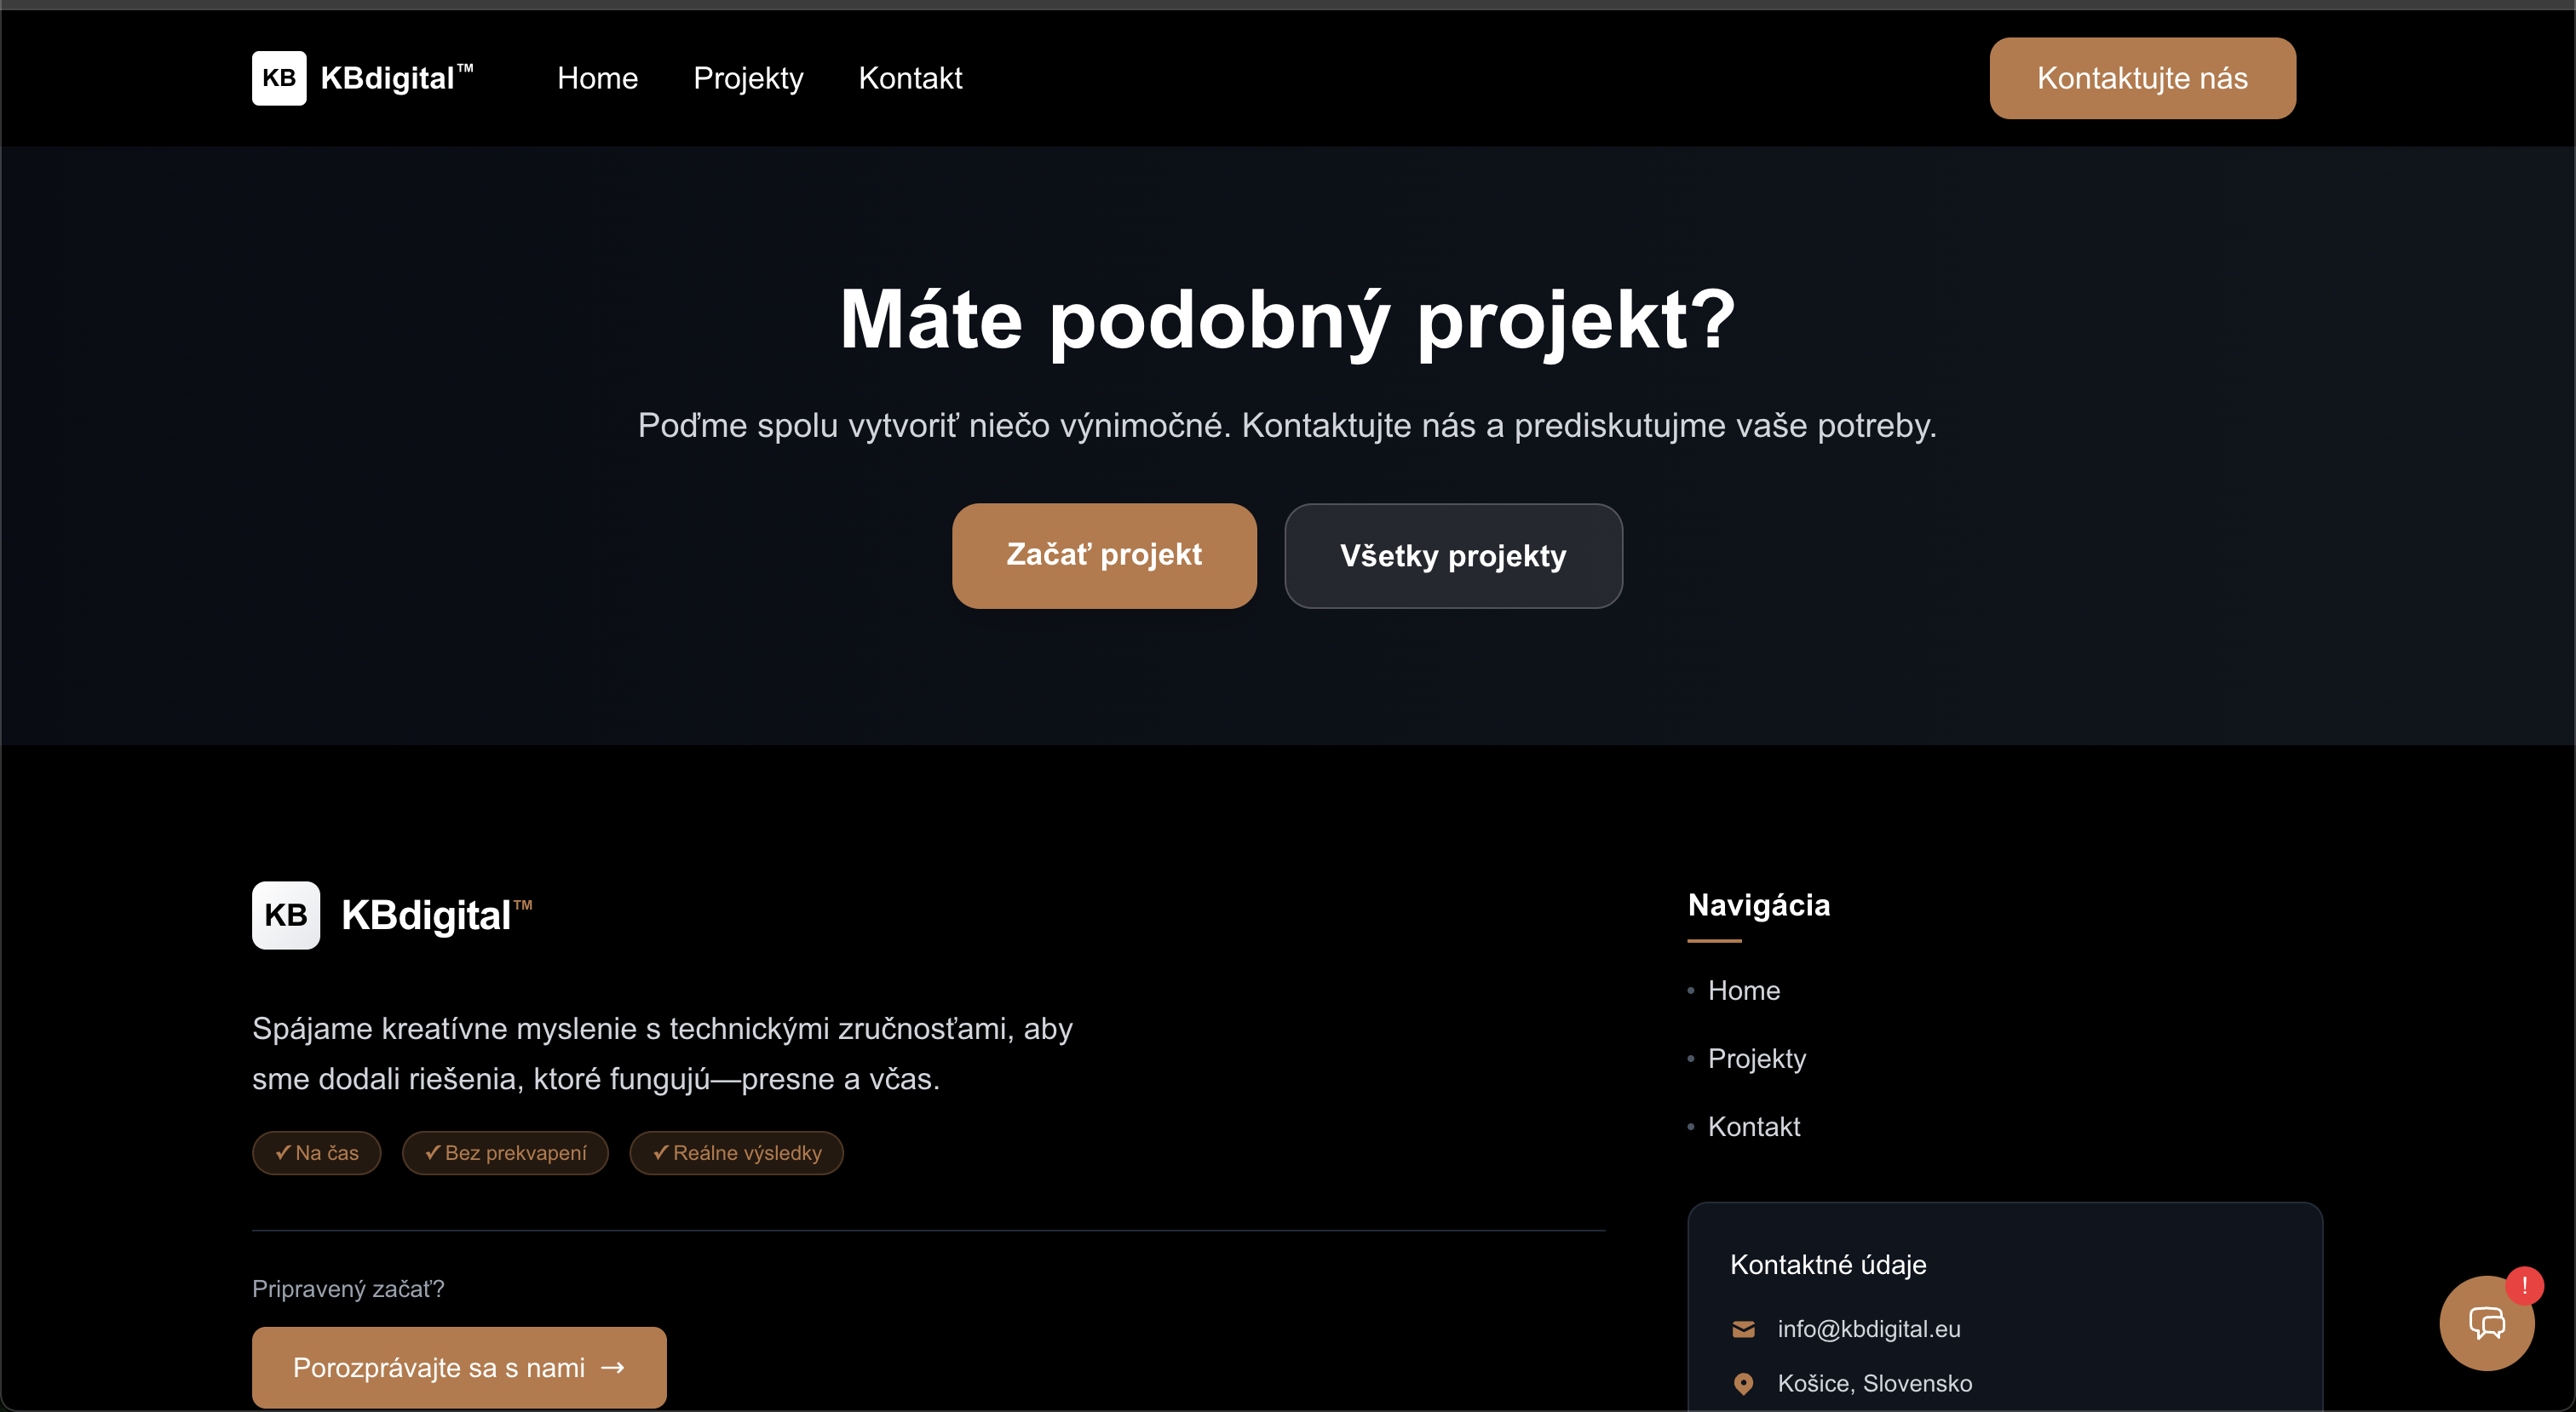 KB KBdigital™ Home Projekty Kontakt Kontaktujte nás
Máte podobný projekt?
Poďme spolu vytvoriť niečo výnimočné. Kontaktujte nás a prediskutujme vaše potreby.
Začať projekt Všetky projekty
KB KBdigital™
Spájame kreatívne myslenie s technickými zručnosťami, aby
sme dodali riešenia, ktoré fungujú—presne a včas.
✓ Na čas ✓ Bez prekvapení ✓ Reálne výsledky
Pripravený začať?
Porozprávajte sa s nami →
Navigácia
• Home
• Projekty
• Kontakt
Kontaktné údaje
info@kbdigital.eu
Košice, Slovensko
!